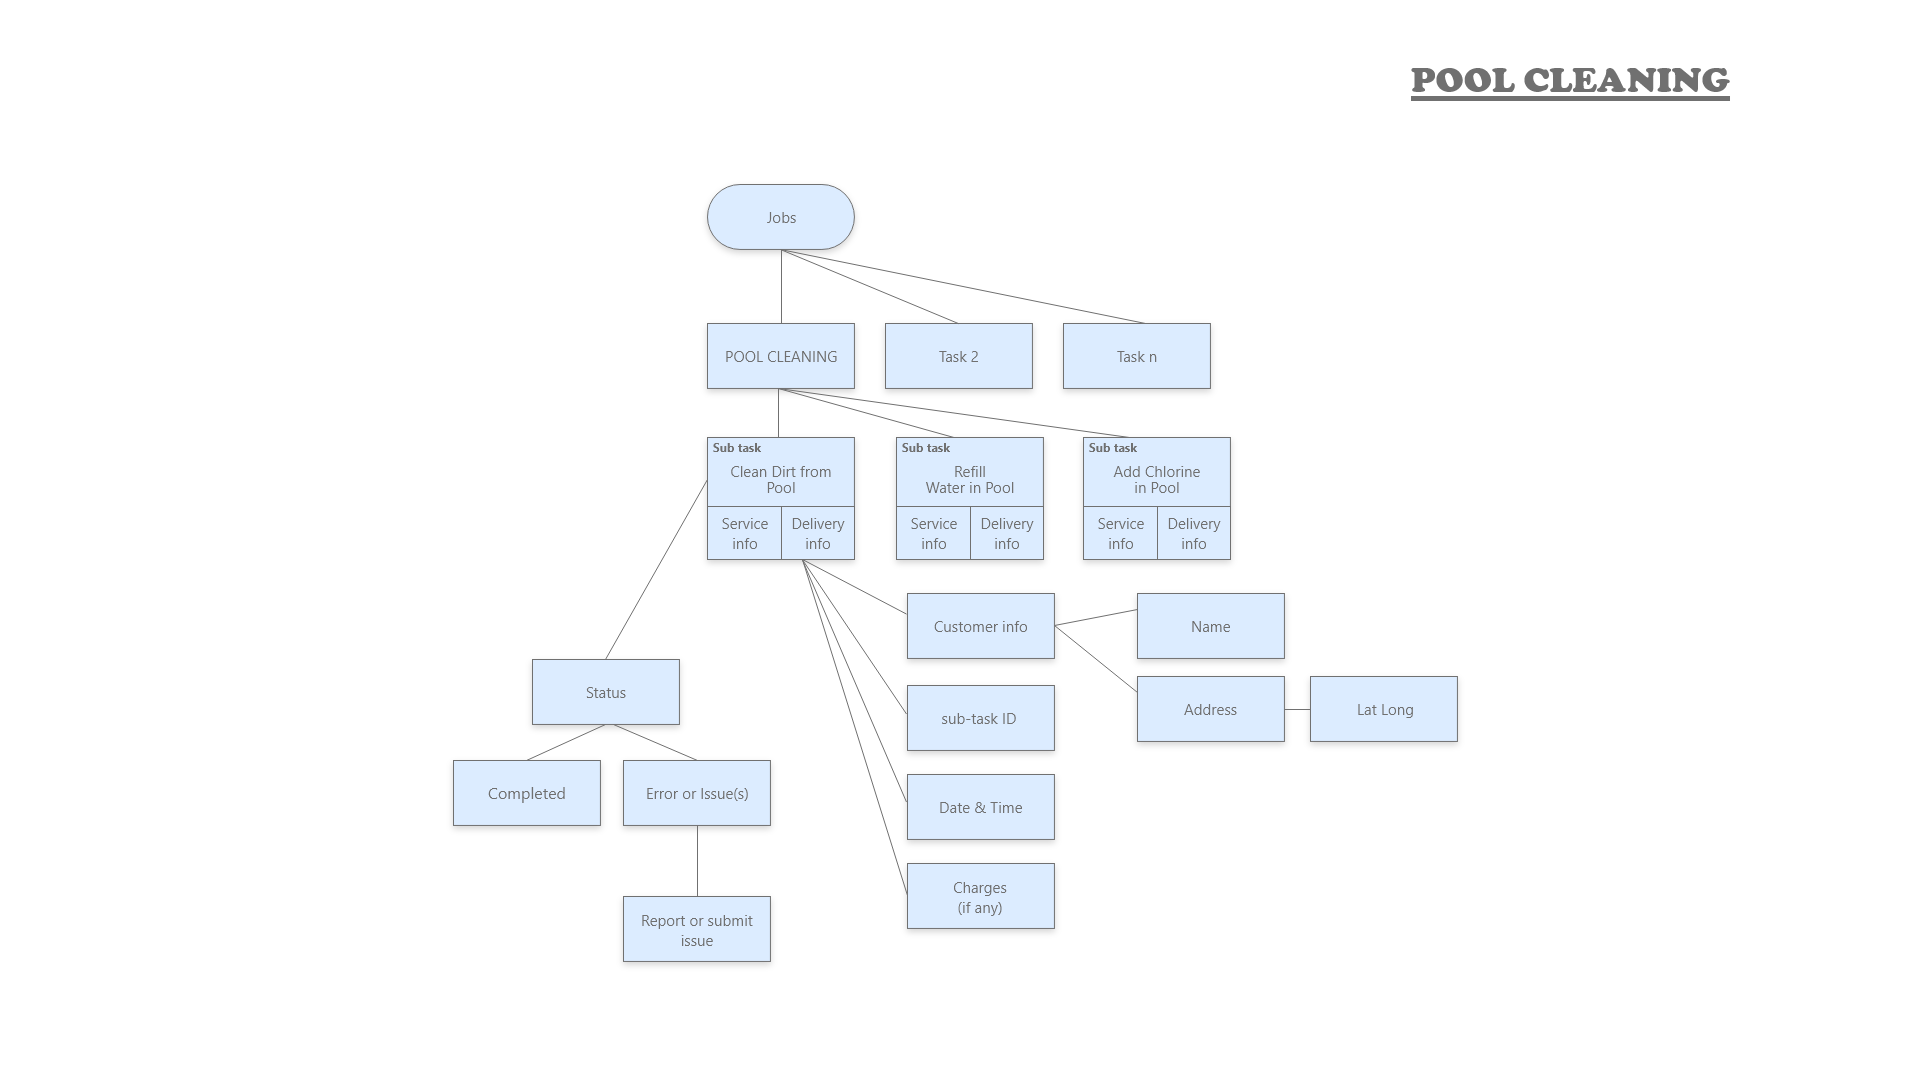 POOL CLEANING
Jobs
POOL CLEANING
Task 2
Task n
Sub task
Clean Dirt from
Pool
Service
info
Delivery
info
Sub task
Refill
Water in Pool
Service
info
Delivery
info
Sub task
Add Chlorine
in Pool
Service
info
Delivery
info
Customer info
Name
Status
sub-task ID
Address
Lat Long
Completed
Error or Issue(s)
Date & Time
Charges
(if any)
Report or submit
issue